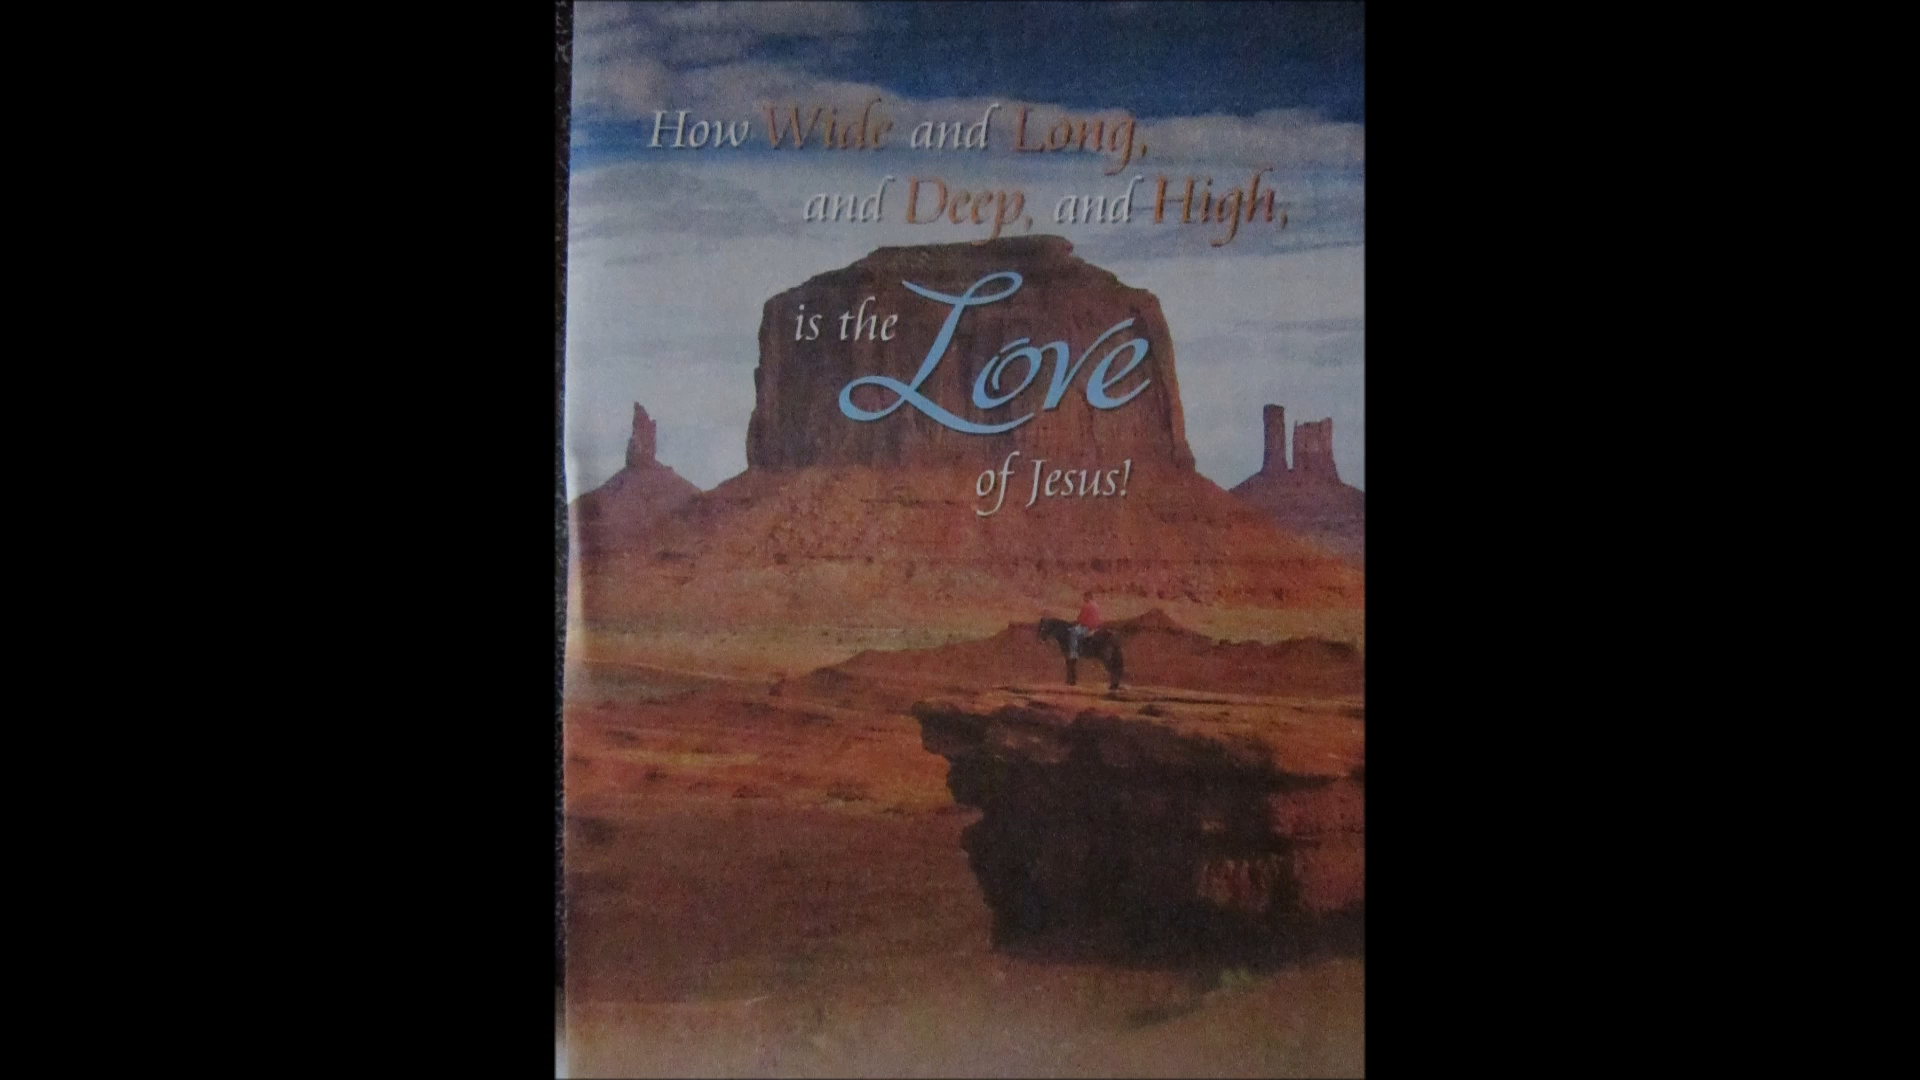 How Wide and Long,
and Deep, and High,
is the Love
of Jesus!